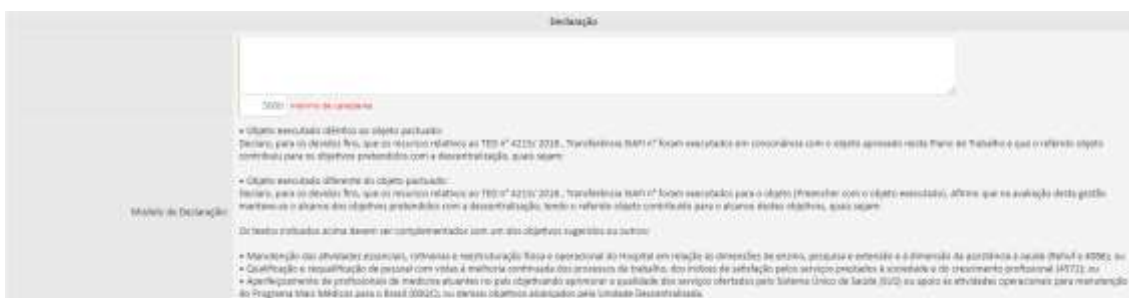 Declaração
5000 máximo de caracteres
Modelo de Declaração:
• Objeto executado idêntico ao objeto pactuado:
Declaro, para os devidos fins, que os recursos relativos ao TED nº 4215/ 2018 , Transferência SIAFI nº foram executados em consonância com o objeto aprovado neste Plano de Trabalho e que o referido objeto
contribuiu para os objetivos pretendidos com a descentralização, quais sejam:
• Objeto executado diferente do objeto pactuado:
Declaro, para os devidos fins, que os recursos relativos ao TED nº 4215/ 2018 , Transferência SIAFI nº foram executados para o objeto (Preencher com o objeto executado). Afirmo que na avaliação desta gestão
manteve-se o alcance dos objetivos pretendidos com a descentralização, tendo o referido objeto contribuído para o alcance destes objetivos, quais sejam:
Os textos indicados acima devem ser complementados com um dos objetivos sugeridos ou outros:
• Manutenção das atividades essenciais, rotineiras e reestruturação física e operacional do Hospital em relação às dimensões de ensino, pesquisa e extensão e à dimensão da assistência à saúde (Rehuf e 4086); ou
• Qualificação e requalificação de pessoal com vistas à melhoria continuada dos processos de trabalho, dos índices de satisfação pelos serviços prestados à sociedade e do crescimento profissional (4572); ou
• Aperfeiçoamento de profissionais de medicina atuantes no país objetivando aprimorar a qualidade dos serviços ofertados pelo Sistema Único de Saúde (SUS) ou apoio às atividades operacionais para manutenção
do Programa Mais Médicos para o Brasil (00QC), ou demais objetivos alcançados pela Unidade Descentralizada.